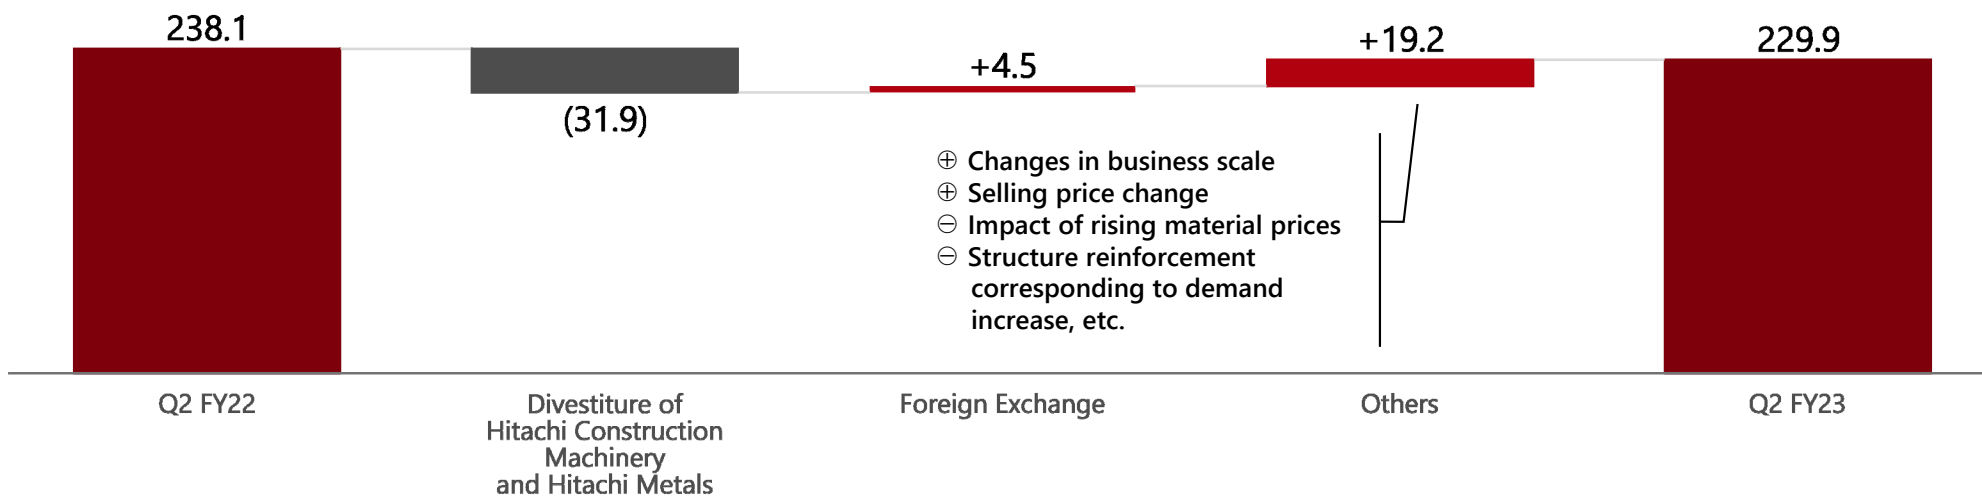 238.1
(31.9)
+4.5
+19.2
229.9
⊕ Changes in business scale
⊕ Selling price change
⊖ Impact of rising material prices
⊖ Structure reinforcement
corresponding to demand
increase, etc.
Q2 FY22
Divestiture of
Hitachi Construction
Machinery
and Hitachi Metals
Foreign Exchange
Others
Q2 FY23